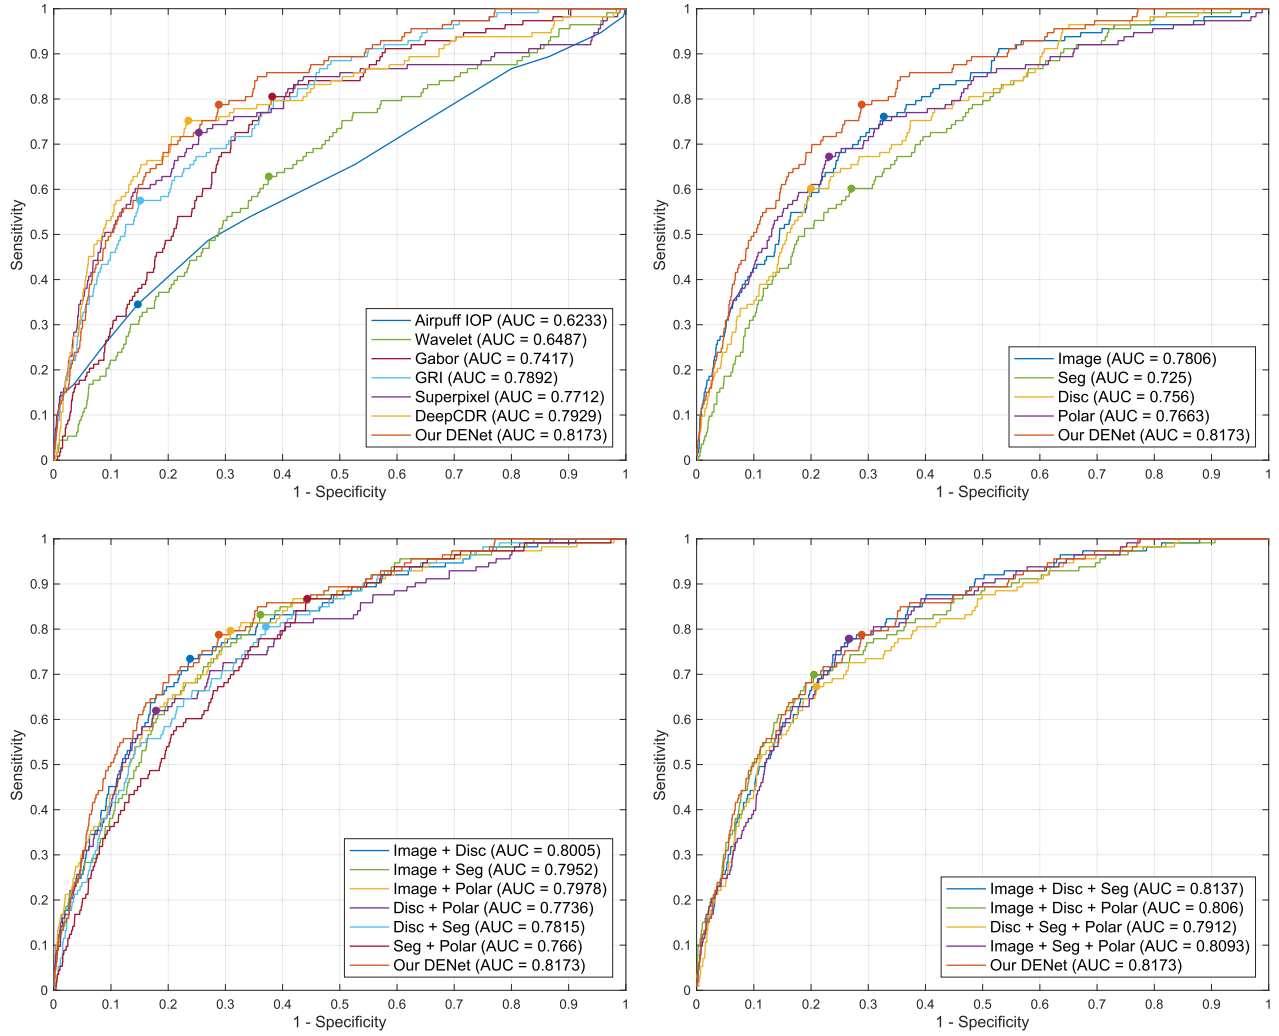 1
0.9
0.8
0.7
0.6
0.5
0.4
0.3
0.2
0.1
0
Sensitivity
0 0.1 0.2 0.3 0.4 0.5 0.6 0.7 0.8 0.9 1
1 - Specificity
Airpuff IOP (AUC = 0.6233)
Wavelet (AUC = 0.6487)
Gabor (AUC = 0.7417)
GRI (AUC = 0.7892)
Superpixel (AUC = 0.7712)
DeepCDR (AUC = 0.7929)
Our DENet (AUC = 0.8173)
1
0.9
0.8
0.7
0.6
0.5
0.4
0.3
0.2
0.1
0
Sensitivity
0 0.1 0.2 0.3 0.4 0.5 0.6 0.7 0.8 0.9 1
1 - Specificity
Image (AUC = 0.7806)
Seg (AUC = 0.725)
Disc (AUC = 0.756)
Polar (AUC = 0.7663)
Our DENet (AUC = 0.8173)
1
0.9
0.8
0.7
0.6
0.5
0.4
0.3
0.2
0.1
0
Sensitivity
0 0.1 0.2 0.3 0.4 0.5 0.6 0.7 0.8 0.9 1
1 - Specificity
Image + Disc (AUC = 0.8005)
Image + Seg (AUC = 0.7952)
Image + Polar (AUC = 0.7978)
Disc + Polar (AUC = 0.7736)
Disc + Seg (AUC = 0.7815)
Seg + Polar (AUC = 0.766)
Our DENet (AUC = 0.8173)
1
0.9
0.8
0.7
0.6
0.5
0.4
0.3
0.2
0.1
0
Sensitivity
0 0.1 0.2 0.3 0.4 0.5 0.6 0.7 0.8 0.9 1
1 - Specificity
Image + Disc + Seg (AUC = 0.8137)
Image + Disc + Polar (AUC = 0.806)
Disc + Seg + Polar (AUC = 0.7912)
Image + Seg + Polar (AUC = 0.8093)
Our DENet (AUC = 0.8173)